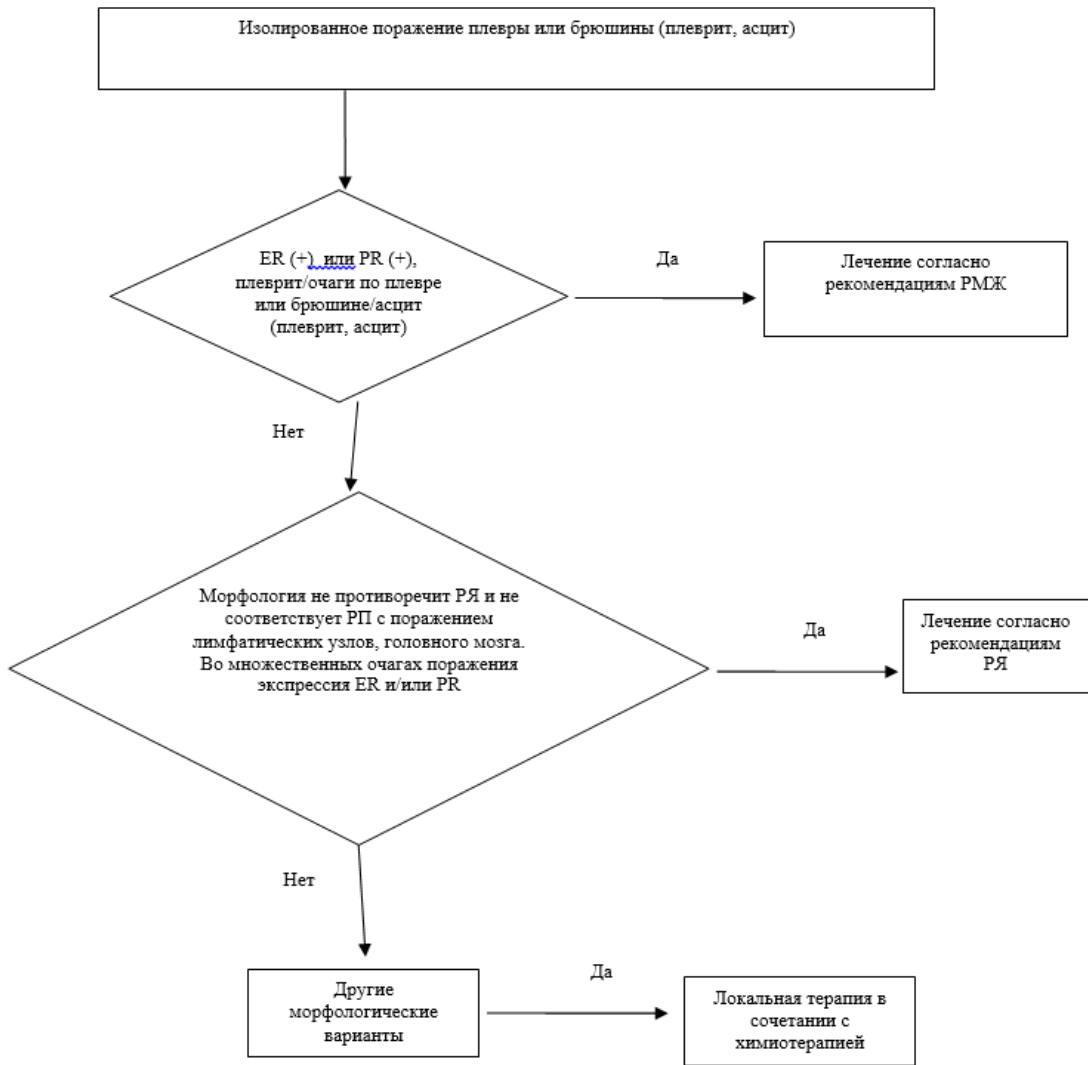 Изолированное поражение плевры или брюшины (плеврит, асцит)
ER (+) или PR (+),
плеврит/очаги по плевре
или брюшине/асцит
(плеврит, асцит)
Да
Лечение согласно
рекомендациям РМЖ
Нет
Морфология не противоречит РЯ и не
соответствует РП с поражением
лимфатических узлов, головного мозга.
Во множественных очагах поражения
экспрессия ER и/или PR
Да
Лечение согласно
рекомендациям
РЯ
Нет
Другие
морфологические
варианты
Да
Локальная терапия в
сочетании с
химиотерапией